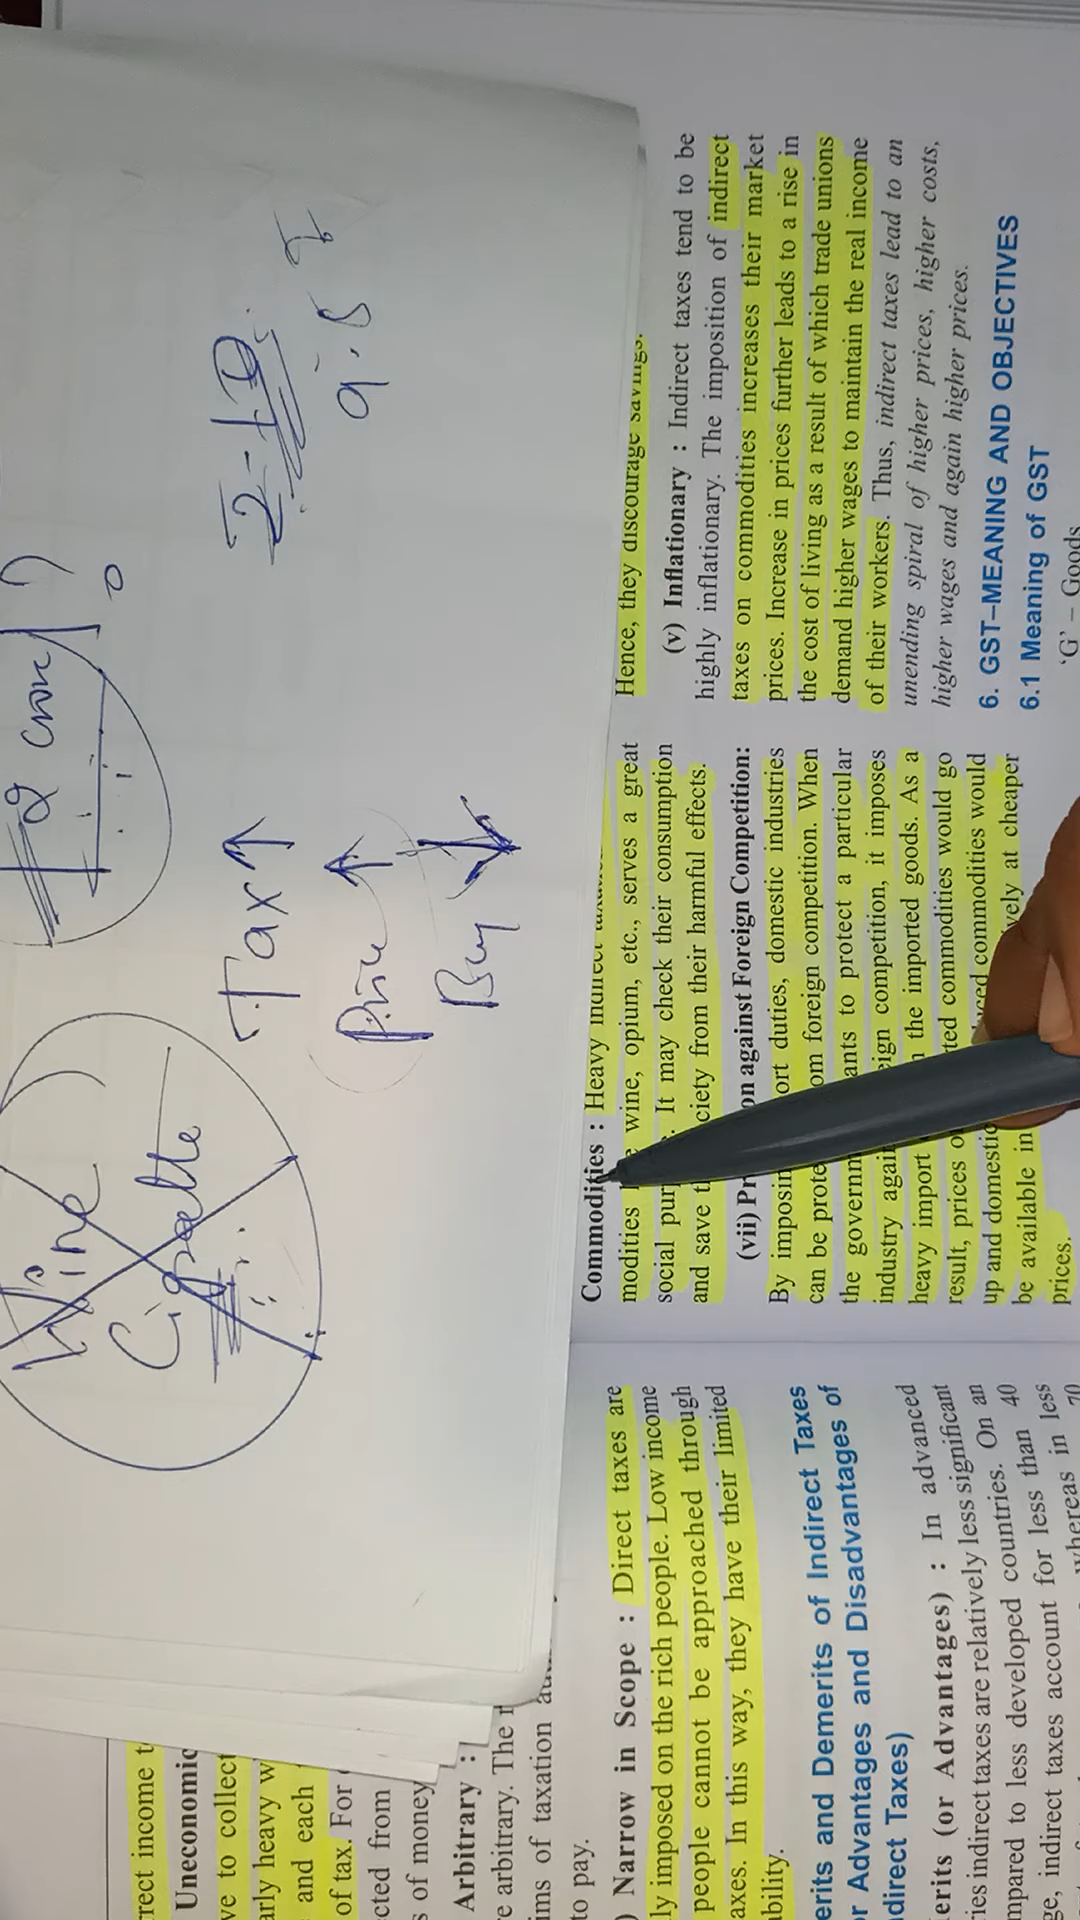 Wine
Cigarette
Tax↑
Price ↑
Buy ↓
rrect income t
Uneconomic
ve to collect
arly heavy w
and each
of tax. For
cted from
s of money
Arbitrary :
e arbitrary. The
ims of taxation
to pay.
) Narrow in Scope : Direct taxes are
ly imposed on the rich people. Low income
people cannot be approached through
axes. In this way, they have their limited
bility.
erits and Demerits of Indirect Taxes
r Advantages and Disadvantages of
direct Taxes)
erits (or Advantages) : In advanced
ies indirect taxes are relatively less significant
mpared to less developed countries. On an
ge, indirect taxes account for less than 40
whereas in less
70
Commodities : Heavy indirect
modities wine, opium, etc., serves a great
social pur It may check their consumption
and save t ciety from their harmful effects.
(vii) Pr on against Foreign Competition:
By imposin ort duties, domestic industries
can be prote om foreign competition. When
the governm ants to protect a particular
industry agai eign competition, it imposes
heavy import n the imported goods. As a
result, prices o ted commodities would go
up and domestic uced commodities would
be available in vely at cheaper
prices.
Hence, they discourage savings.
(v) Inflationary : Indirect taxes tend to be
highly inflationary. The imposition of indirect
taxes on commodities increases their market
prices. Increase in prices further leads to a rise in
the cost of living as a result of which trade unions
demand higher wages to maintain the real income
of their workers. Thus, indirect taxes lead to an
unending spiral of higher prices, higher costs,
higher wages and again higher prices.
6. GST–MEANING AND OBJECTIVES
6.1 Meaning of GST
'G' – Goods